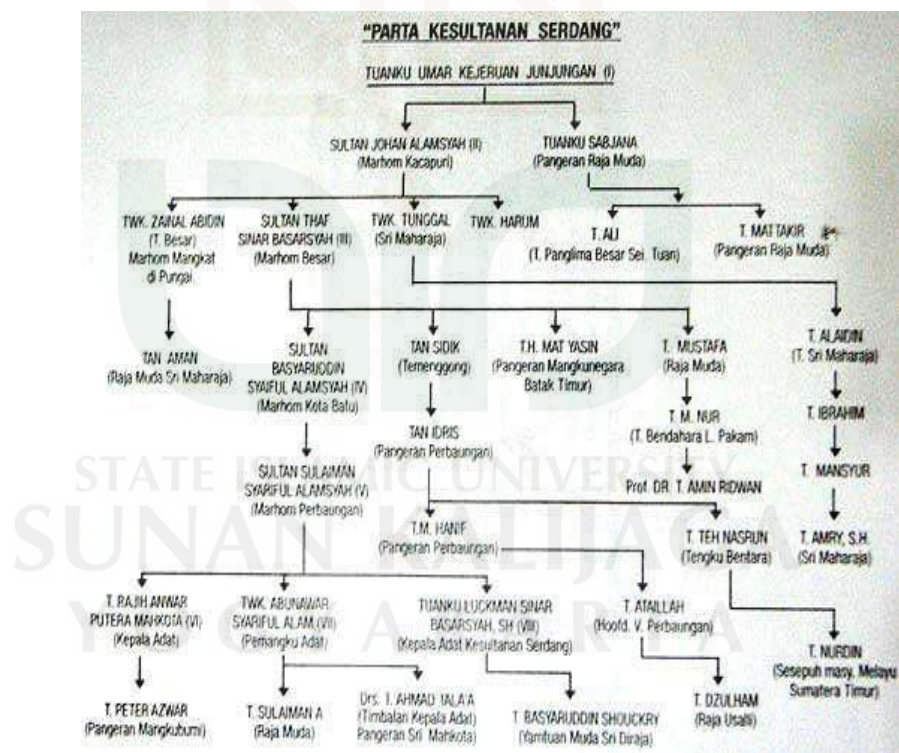 "PARTA KESULTANAN SERDANG"
TUANKU UMAR KEJERUAN JUNJUNGAN (I)
SULTAN JOHAN ALAMSYAH (II)
(Marhom Kacapuri)
TUANKU SABJANA
(Pangeran Raja Muda)
TWK. ZAINAL ABIDIN
(T. Besar)
Marhom Mangkat
di Pungai
SULTAN THAF
SINAR BASARSYAH (III)
(Marhom Besar)
TWK. TUNGGAL
(Sri Maharaja)
TWK. HARUM
T. ALI
(T. Panglima Besar Sei. Tuan)
T. MATTAKIR
(Pangeran Raja Muda)
TAN AMAN
(Raja Muda Sri Maharaja)
SULTAN
BASYARUDDIN
SYAIFUL ALAMSYAH (IV)
(Marhom Kota Batu)
TAN SIDIK
(Temenggong)
T.H. MAT YASIN
(Pangeran Mangkunegara
Batak Timur)
T. MUSTAFA
(Raja Muda)
T. ALAIDIN
(T. Sri Maharaja)
TAN IDRIS
(Pangeran Perbaungan)
T. M. NUR
(T. Bendahara L. Pakam)
T. IBRAHIM
SULTAN SULAIMAN
SYARIFUL ALAMSYAH (V)
(Marhom Perbaungan)
Prof. DR. T. AMIN RIDWAN
T. MANSYUR
T.M. HANIF
(Pangeran Perbaungan)
T. TEH NASRUN
(Tengku Bentara)
T. AMRY, S.H.
(Sri Maharaja)
T. RAJIH ANWAR
PUTERA MAHKOTA (VI)
(Kepala Adat)
TWK. ABUNAWAR
SYARIFUL ALAM (VII)
(Pemangku Adat)
TUANKU LUCKMAN SINAR
BASARSYAH, SH (VIII)
(Kepala Adat Kesultanan Serdang)
T. ATAILLAH
(Hoofd. V. Perbaungan)
T. NURDIN
(Sesepuh masy. Melayu
Sumatera Timur)
T. PETER AZWAR
(Pangeran Mangkubumi)
T. SULAIMAN A
(Raja Muda)
Drs. T. AHMAD TALA'A
(Timbalan Kepala Adat)
Pangeran Sri Mahkota
T. BASYARUDDIN SHOUCKRY
(Yamtuan Muda Sri Diraja)
T. DZULHAM
(Raja Usalli)
STATE ISLAMIC UNIVERSITY
SUNAN KALIJAGA
YOGYAKARTA